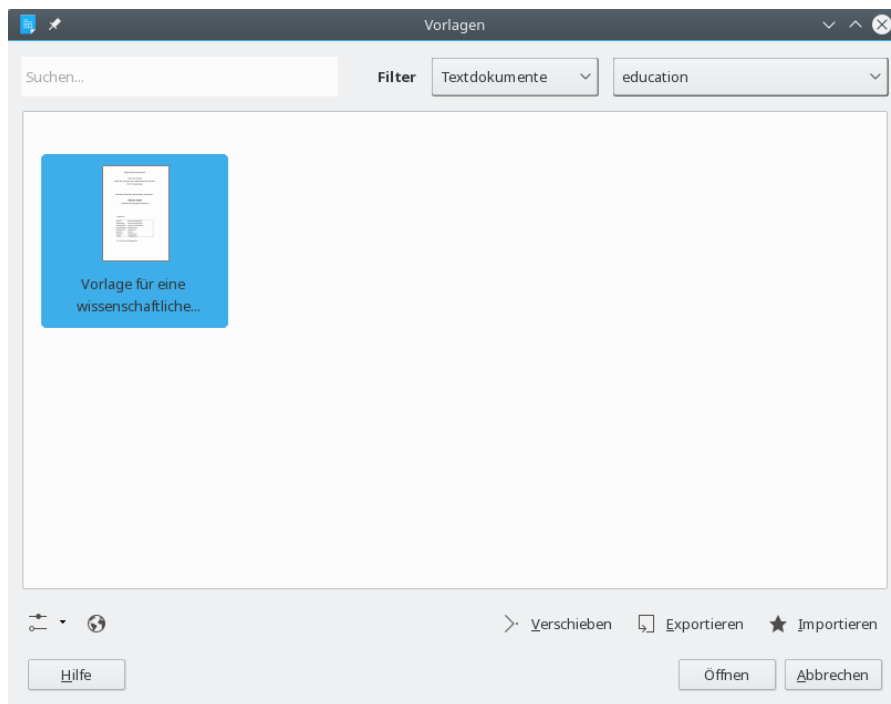 Vorlagen
Suchen...
Filter
Textdokumente
education
Vorlage für eine
wissenschaftliche...
Verschieben
Exportieren
Importieren
Hilfe
Öffnen
Abbrechen